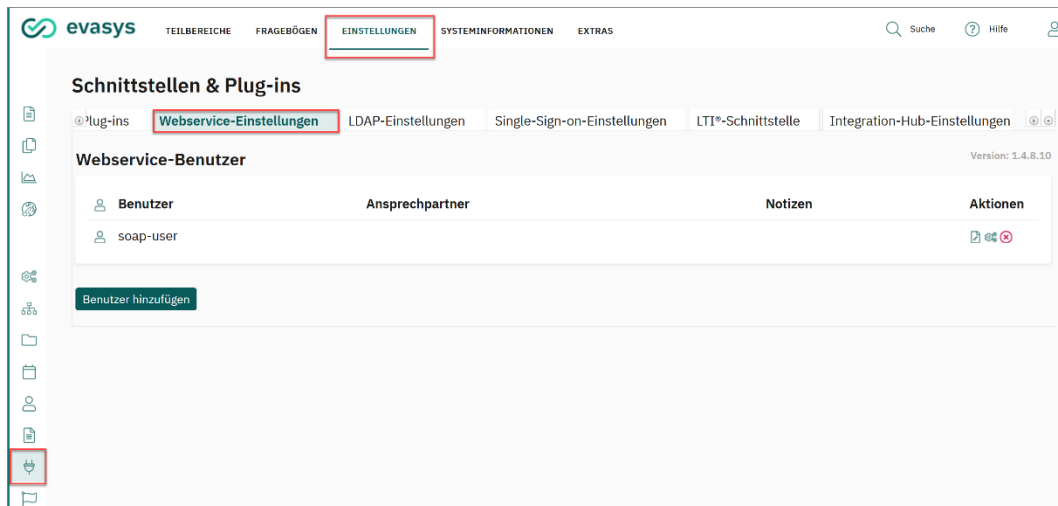 evasys TEILBEREICHE FRAGEBÖGEN EINSTELLUNGEN SYSTEMINFORMATIONEN EXTRAS Suche ? Hilfe
Schnittstellen & Plug-ins
Plug-ins Webservice-Einstellungen LDAP-Einstellungen Single-Sign-on-Einstellungen LTI®-Schnittstelle Integration-Hub-Einstellungen
Webservice-Benutzer Version: 1.4.8.10
Benutzer Ansprechpartner Notizen Aktionen
soap-user
Benutzer hinzufügen